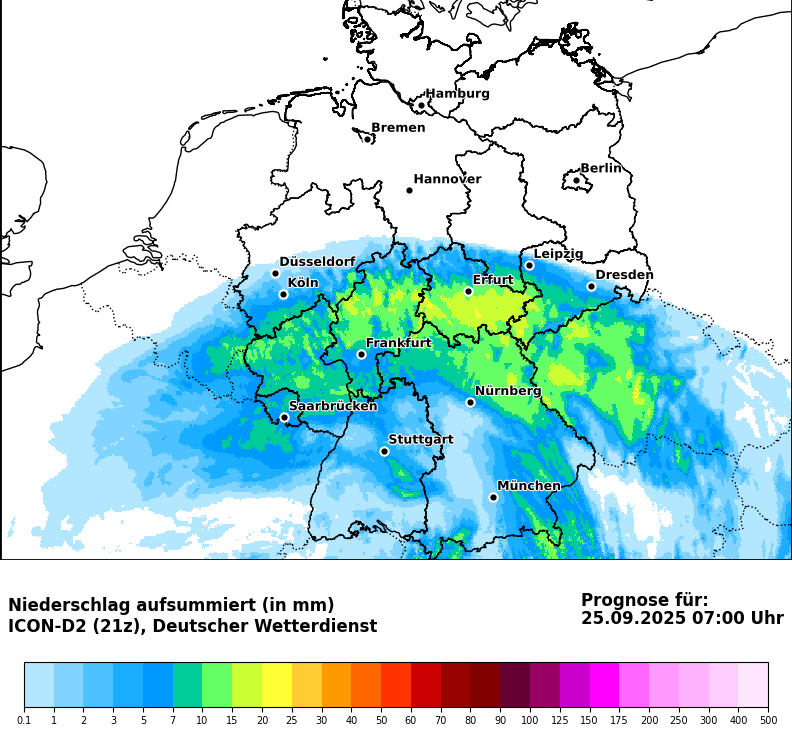 Hamburg
Bremen
Berlin
Hannover
Leipzig
Düsseldorf
Dresden
Köln
Erfurt
Frankfurt
Nürnberg
Saarbrücken
Stuttgart
München
Niederschlag aufsummiert (in mm)
ICON-D2 (21z), Deutscher Wetterdienst
Prognose für:
25.09.2025 07:00 Uhr
0.1 1 2 3 5 7 10 15 20 25 30 40 50 60 70 80 90 100 125 150 175 200 250 300 400 500